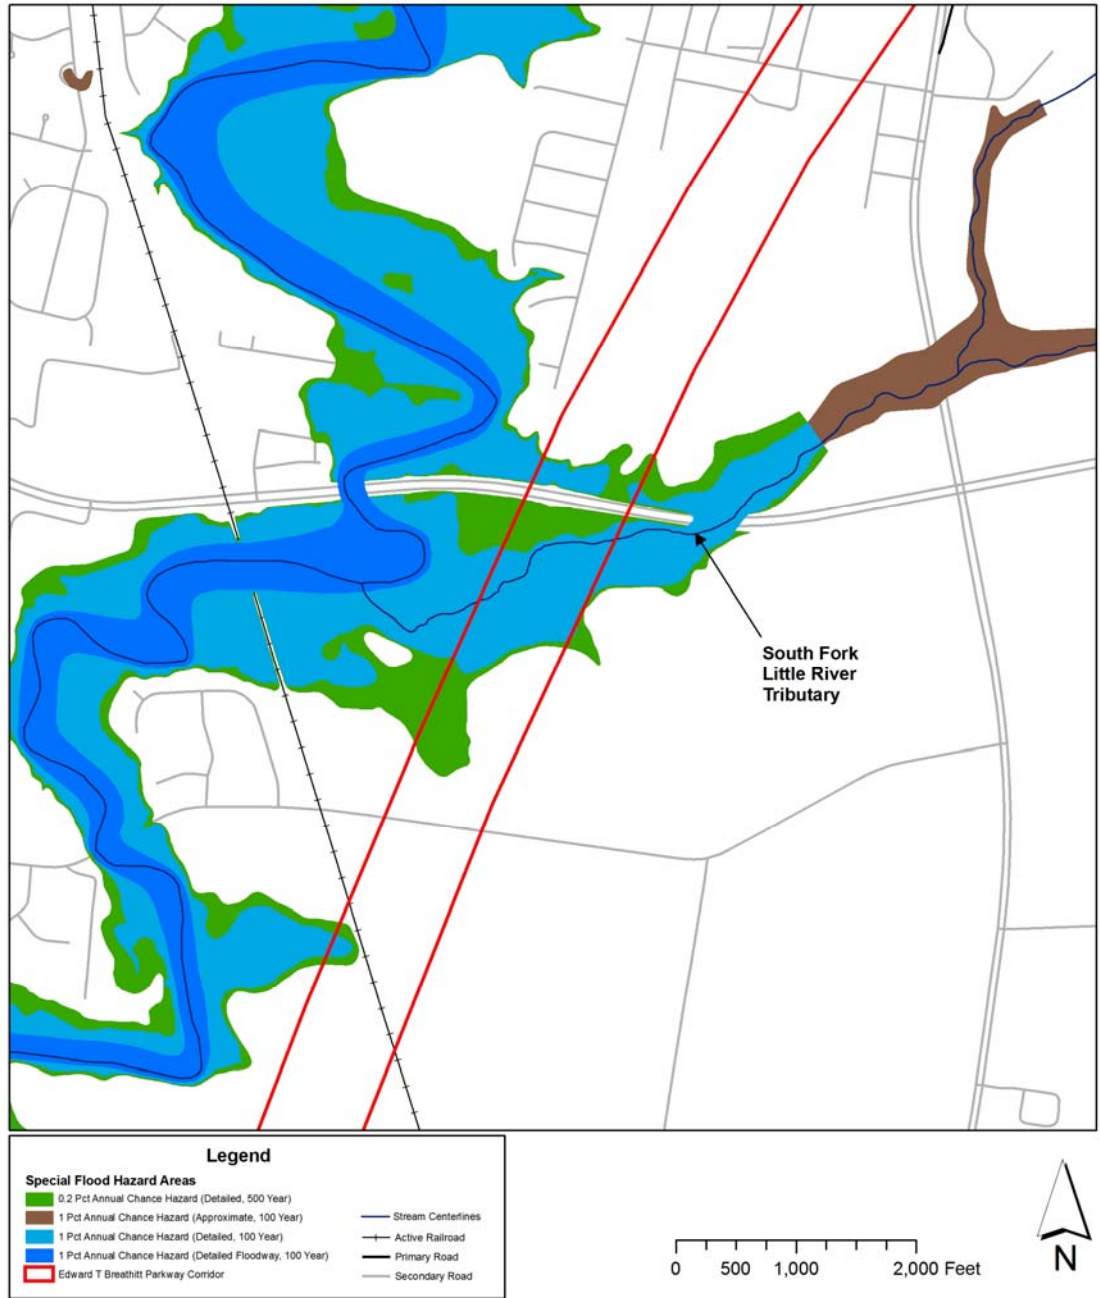 South Fork
Little River
Tributary
Legend
Special Flood Hazard Areas
0.2 Pct Annual Chance Hazard (Detailed, 500 Year)
1 Pct Annual Chance Hazard (Approximate, 100 Year)
1 Pct Annual Chance Hazard (Detailed, 100 Year)
1 Pct Annual Chance Hazard (Detailed Floodway, 100 Year)
Edward T Breathitt Parkway Corridor
Stream Centerlines
Active Railroad
Primary Road
Secondary Road
0 500 1,000 2,000 Feet
N